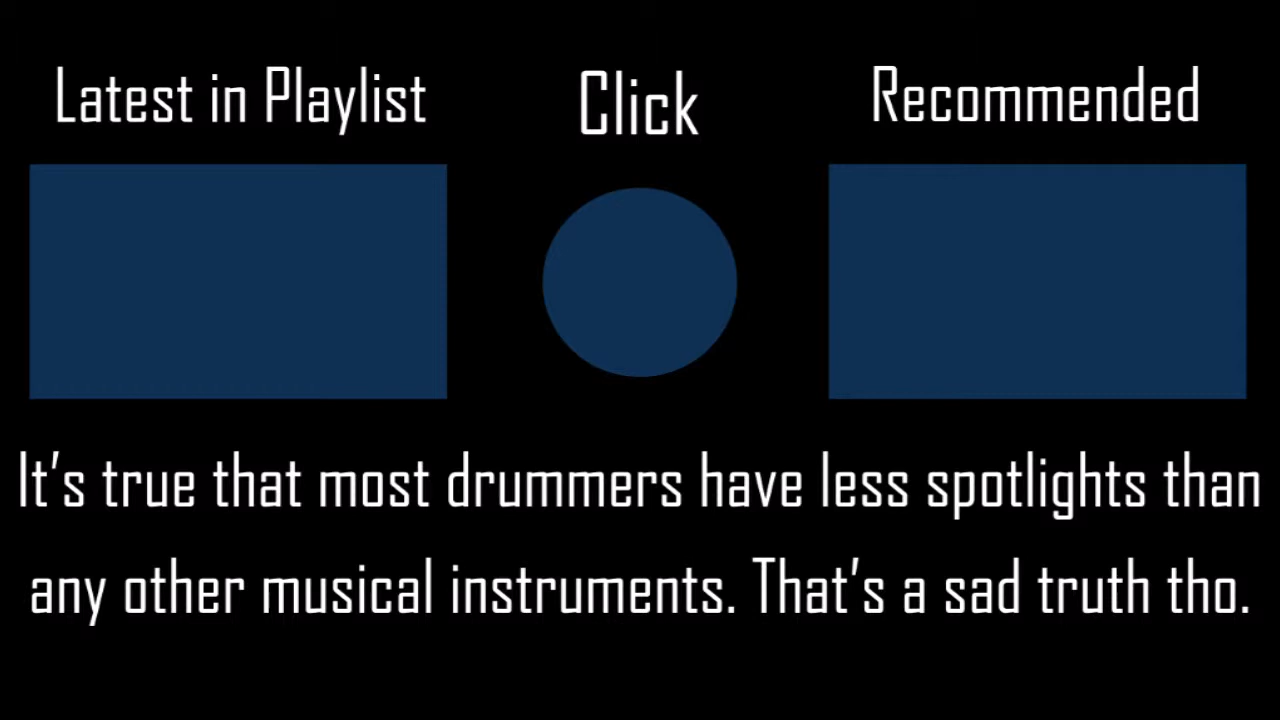 Latest in Playlist
Click
Recommended
It's true that most drummers have less spotlights than
any other musical instruments. That's a sad truth tho.